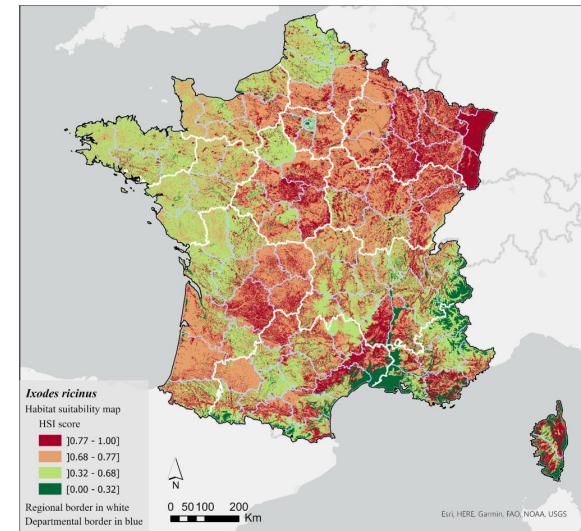 Ixodes ricinus
Habitat suitability map
HSI score
]0.77 - 1.00]
]0.68 - 0.77]
]0.32 - 0.68]
[0.00 - 0.32]
Regional border in white
Departmental border in blue
N
0 50 100 200
Km
Esri, HERE, Garmin, FAO, NOAA, USGS